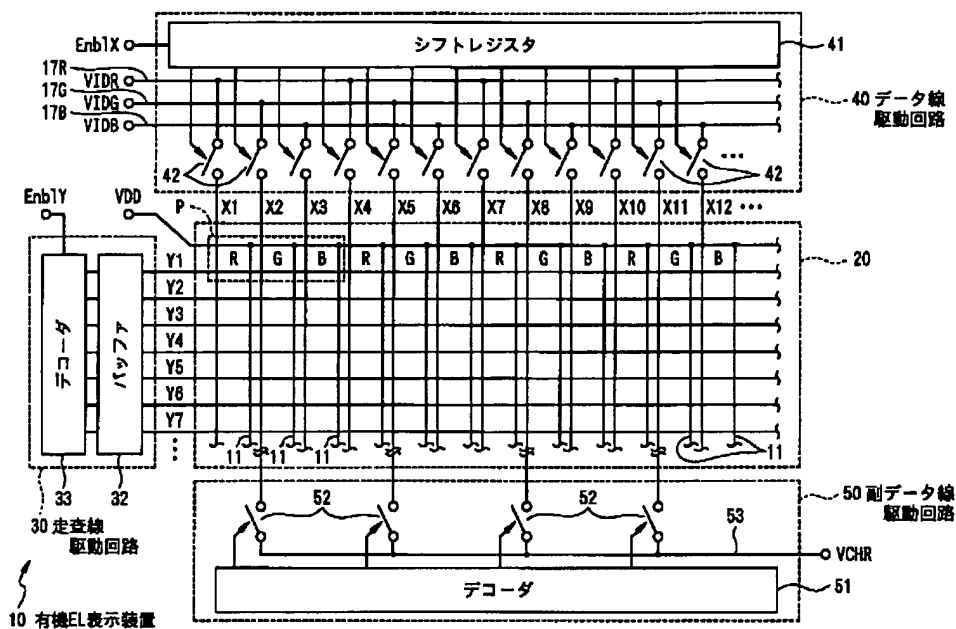 EnblX
シフトレジスタ
41
17R
VIDR
17G
VIDG
17B
VIDB
40 データ線
駆動回路
42
42
EnblY
VDD
P
X1 X2 X3 X4 X5 X6 X7 X8 X9 X10 X11 X12 •••
R G B R G B R G B R G B
20
Y1
Y2
Y3
Y4
Y5
Y6
Y7
デコーダ
バッファ
11 11 11
11
33
32
30 走査線
駆動回路
52
52
50 副データ線
駆動回路
53
VCHR
デコーダ
51
10 有機EL表示装置